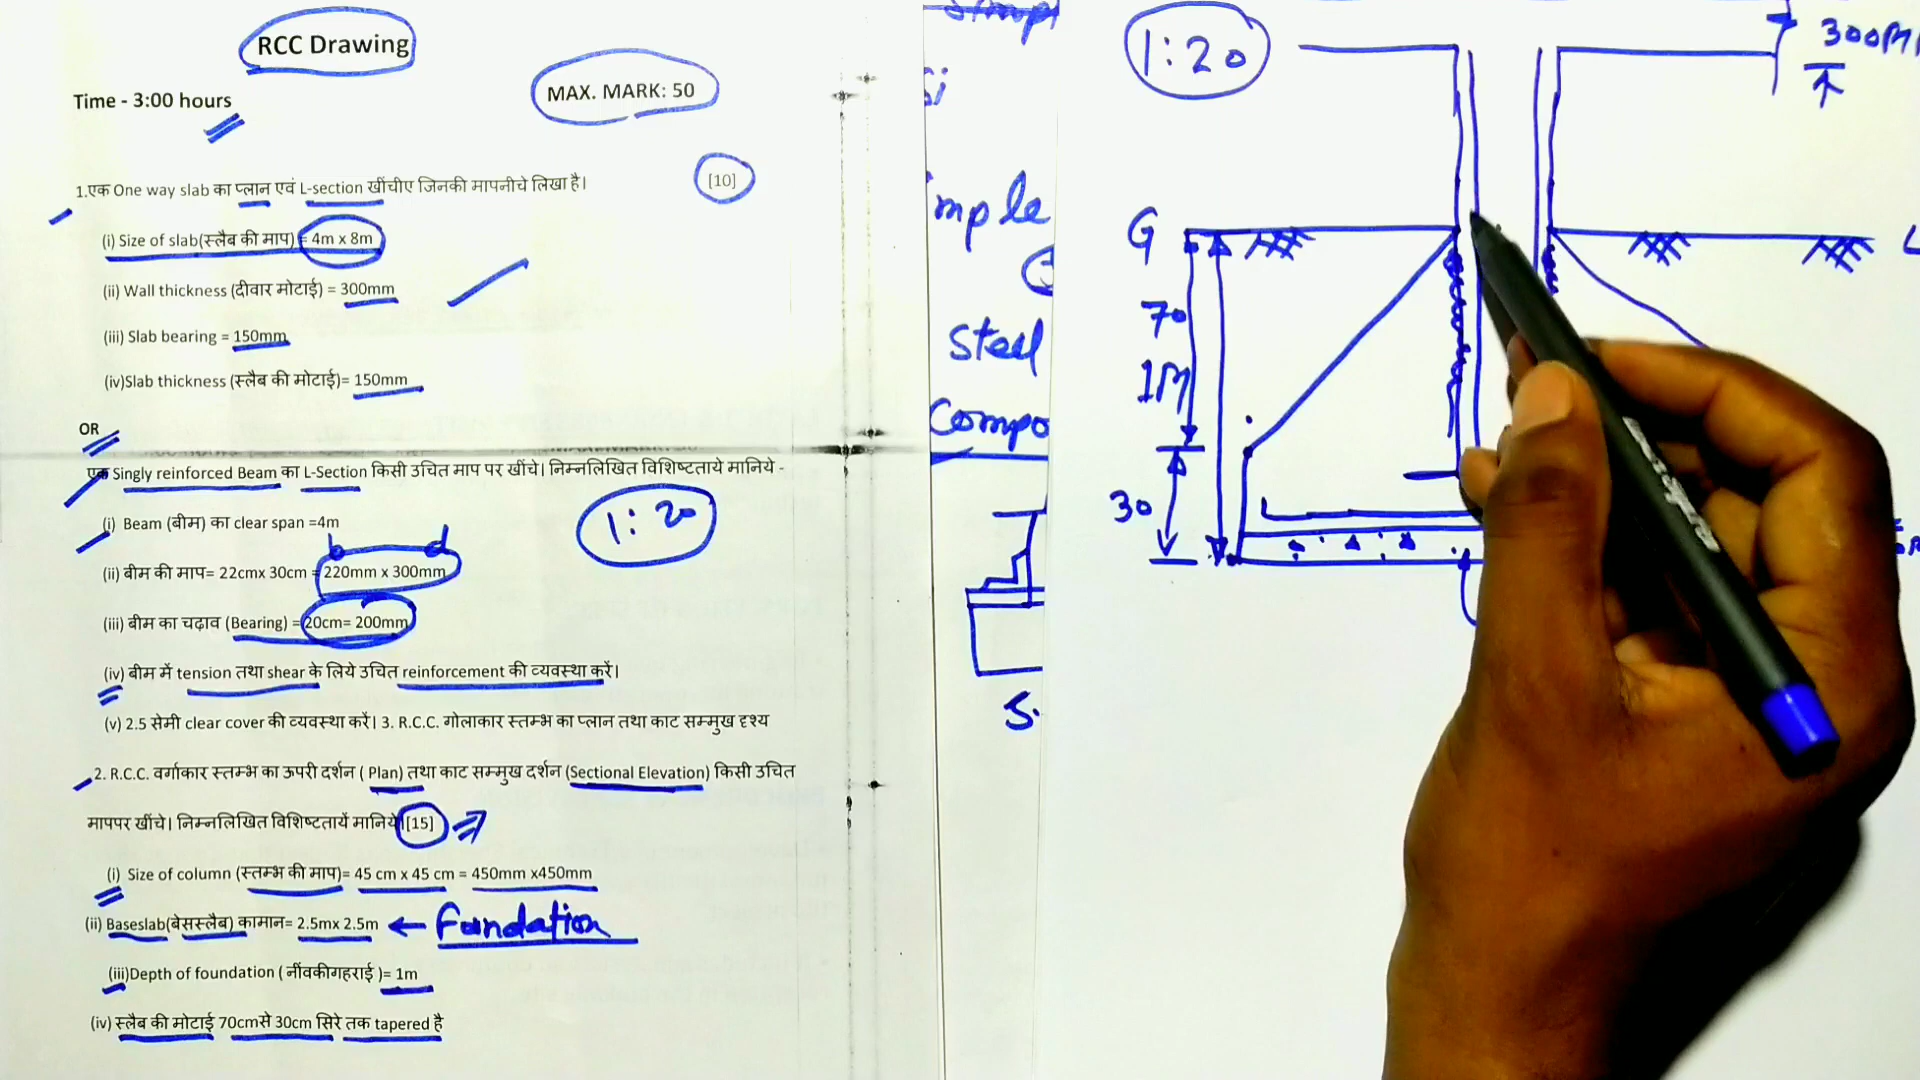 RCC Drawing
Time - 3:00 hours
MAX. MARK: 50
1.एक One way slab का प्लान एवं L-section खींचीए जिनकी मापनीचे लिखा है।
[10]
(i) Size of slab(स्लैब की माप) = 4m x 8m
(ii) Wall thickness (दीवार मोटाई) = 300mm
(iii) Slab bearing = 150mm
(iv)Slab thickness (स्लैब की मोटाई)= 150mm
OR
एक Singly reinforced Beam का L-Section किसी उचित माप पर खींचे। निम्नलिखित विशिष्टताये मानिये -
(i) Beam (बीम) का clear span =4m
1:20
b d
(ii) बीम की माप= 22cmx 30cm = 220mm x 300mm
(iii) बीम का चढ़ाव (Bearing) = 20cm= 200mm
(iv) बीम में tension तथा shear के लिये उचित reinforcement की व्यवस्था करें।
(v) 2.5 सेमी clear cover की व्यवस्था करें। 3. R.C.C. गोलाकार स्तम्भ का प्लान तथा काट सम्मुख दृश्य
2. R.C.C. वर्गाकार स्तम्भ का ऊपरी दर्शन ( Plan) तथा काट सम्मुख दर्शन (Sectional Elevation) किसी उचित
मापपर खींचे। निम्नलिखित विशिष्टतायें मानिये [15]
(i) Size of column (स्तम्भ की माप)= 45 cm x 45 cm = 450mm x450mm
(ii) Baseslab(बेसस्लैब) कामान= 2.5mx 2.5m ← Fundation
(iii)Depth of foundation ( नींवकीगहराई )= 1m
(iv) स्लैब की मोटाई 70cmसे 30cm सिरे तक tapered है
mple
Steel
Compo
S.
1:20
300M
G
L
70
1M
30